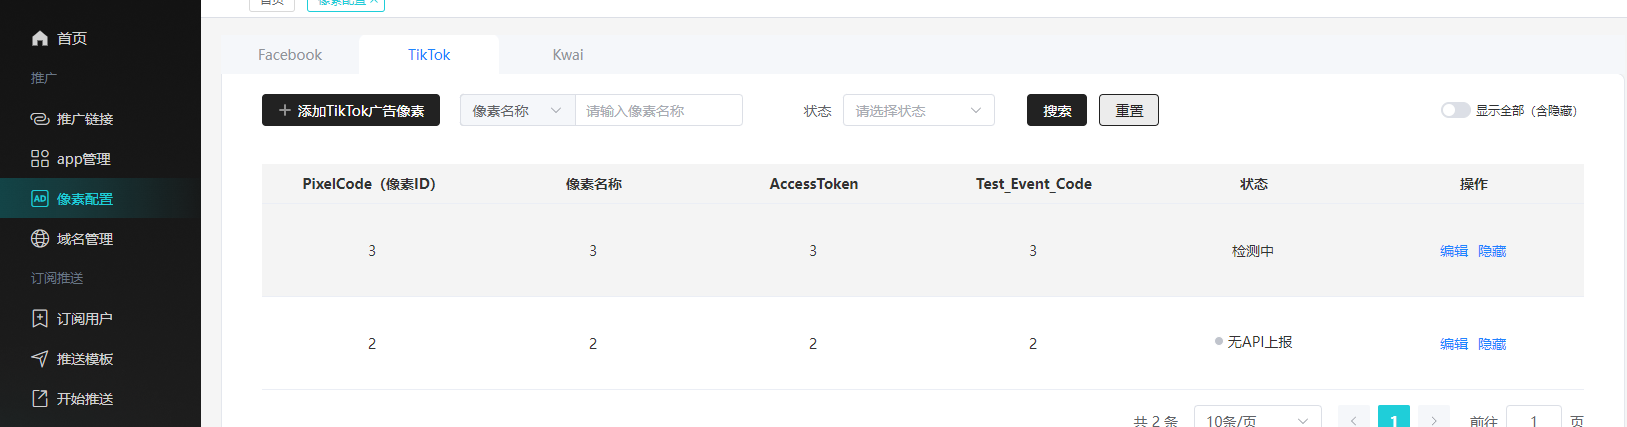 首页
像素配置 ×
首页
推广
推广链接
app管理
AD
像素配置
域名管理
订阅推送
订阅用户
推送模板
开始推送
Facebook
TikTok
Kwai
+ 添加TikTok广告像素
像素名称
请输入像素名称
状态
请选择状态
搜索
重置
显示全部（含隐藏）
PixelCode（像素ID） 像素名称 AccessToken Test_Event_Code 状态 操作
3 3 3 3 检测中 编辑 隐藏
2 2 2 2 无API上报 编辑 隐藏
共 2 条 10条/页 < 1 > 前往 1 页